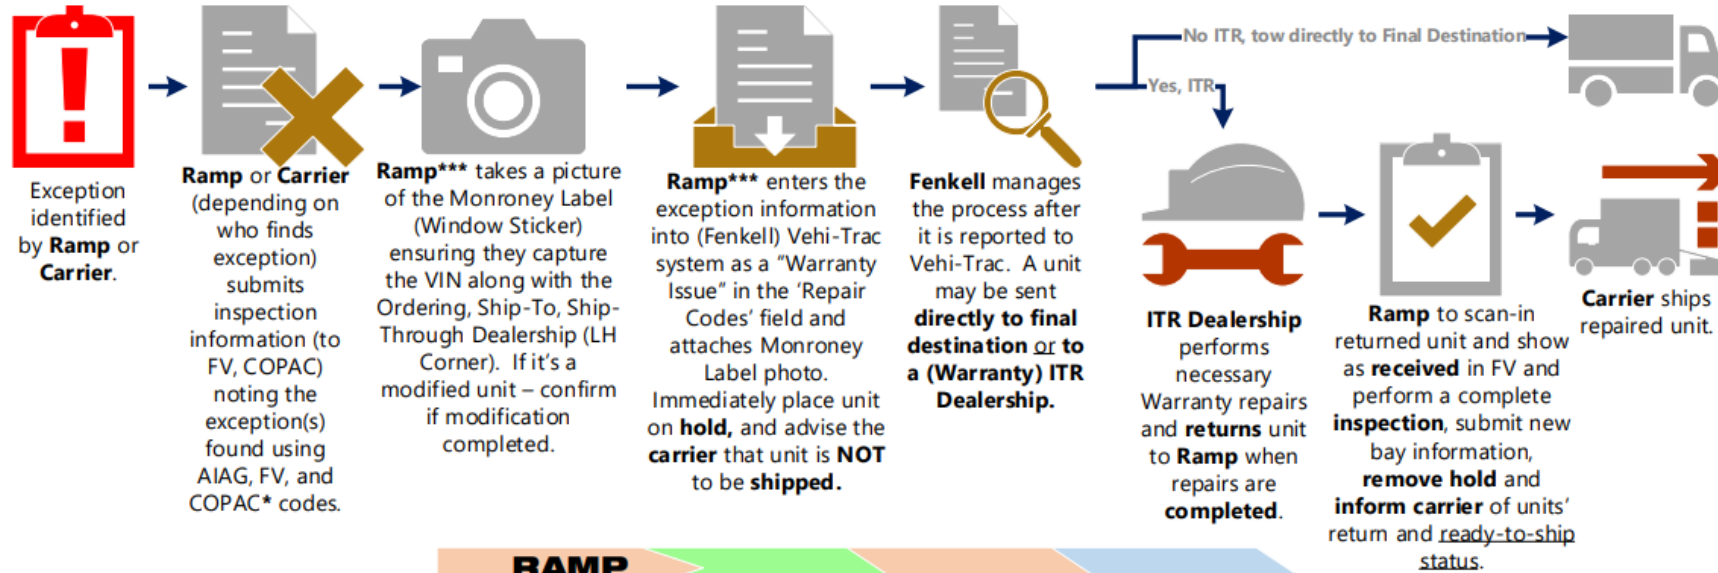 Exception
identified
by Ramp or
Carrier.
Ramp or Carrier
(depending on
who finds
exception)
submits
inspection
information (to
FV, COPAC)
noting the
exception(s)
found using
AIAG, FV, and
COPAC* codes.
Ramp*** takes a picture
of the Monroney Label
(Window Sticker)
ensuring they capture
the VIN along with the
Ordering, Ship-To, Ship-
Through Dealership (LH
Corner). If it's a
modified unit – confirm
if modification
completed.
Ramp*** enters the
exception information
into (Fenkell) Vehi-Trac
system as a "Warranty
Issue" in the 'Repair
Codes' field and
attaches Monroney
Label photo.
Immediately place unit
on hold, and advise the
carrier that unit is NOT
to be shipped.
Fenkell manages
the process after
it is reported to
Vehi-Trac. A unit
may be sent
directly to final
destination or to
a (Warranty) ITR
Dealership.
No ITR, tow directly to Final Destination
Yes, ITR
ITR Dealership
performs
necessary
Warranty repairs
and returns unit
to Ramp when
repairs are
completed.
Ramp to scan-in
returned unit and show
as received in FV and
perform a complete
inspection, submit new
bay information,
remove hold and
inform carrier of units'
return and ready-to-ship
status.
Carrier ships
repaired unit.
RAMP